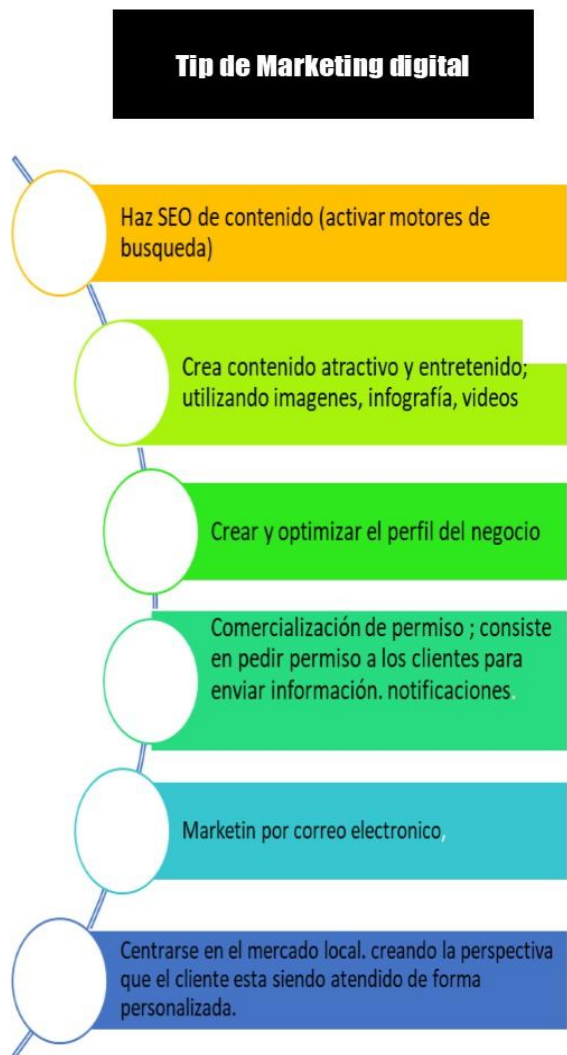 Tip de Marketing digital
Haz SEO de contenido (activar motores de
busqueda)
Crea contenido atractivo y entretenido;
utilizando imagenes, infografía, videos
Crear y optimizar el perfil del negocio
Comercialización de permiso ; consiste
en pedir permiso a los clientes para
enviar información. notificaciones.
Marketin por correo electronico,
Centrarse en el mercado local. creando la perspectiva
que el cliente esta siendo atendido de forma
personalizada.